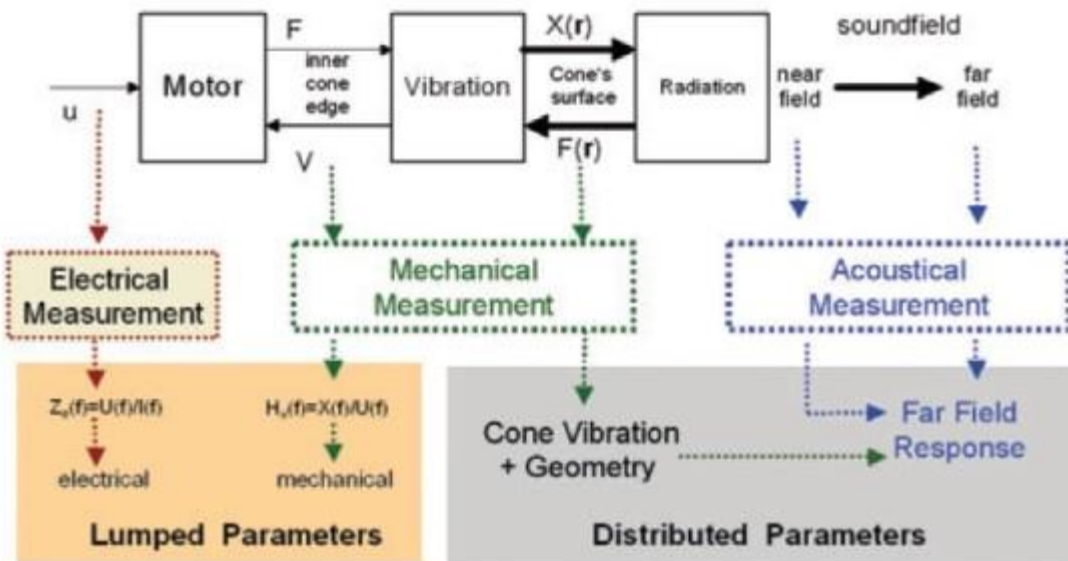 F
X(r)
soundfield
Motor
inner
cone
edge
Vibration
Cone's
surface
Radiation
near
field
far
field
u
V
F(r)
Electrical
Measurement
Mechanical
Measurement
Acoustical
Measurement
Zₑ(f)=U(f)/I(f)
Hₓ(f)=X(f)/U(f)
Far Field
Response
Cone Vibration
+ Geometry
electrical
mechanical
Lumped Parameters
Distributed Parameters